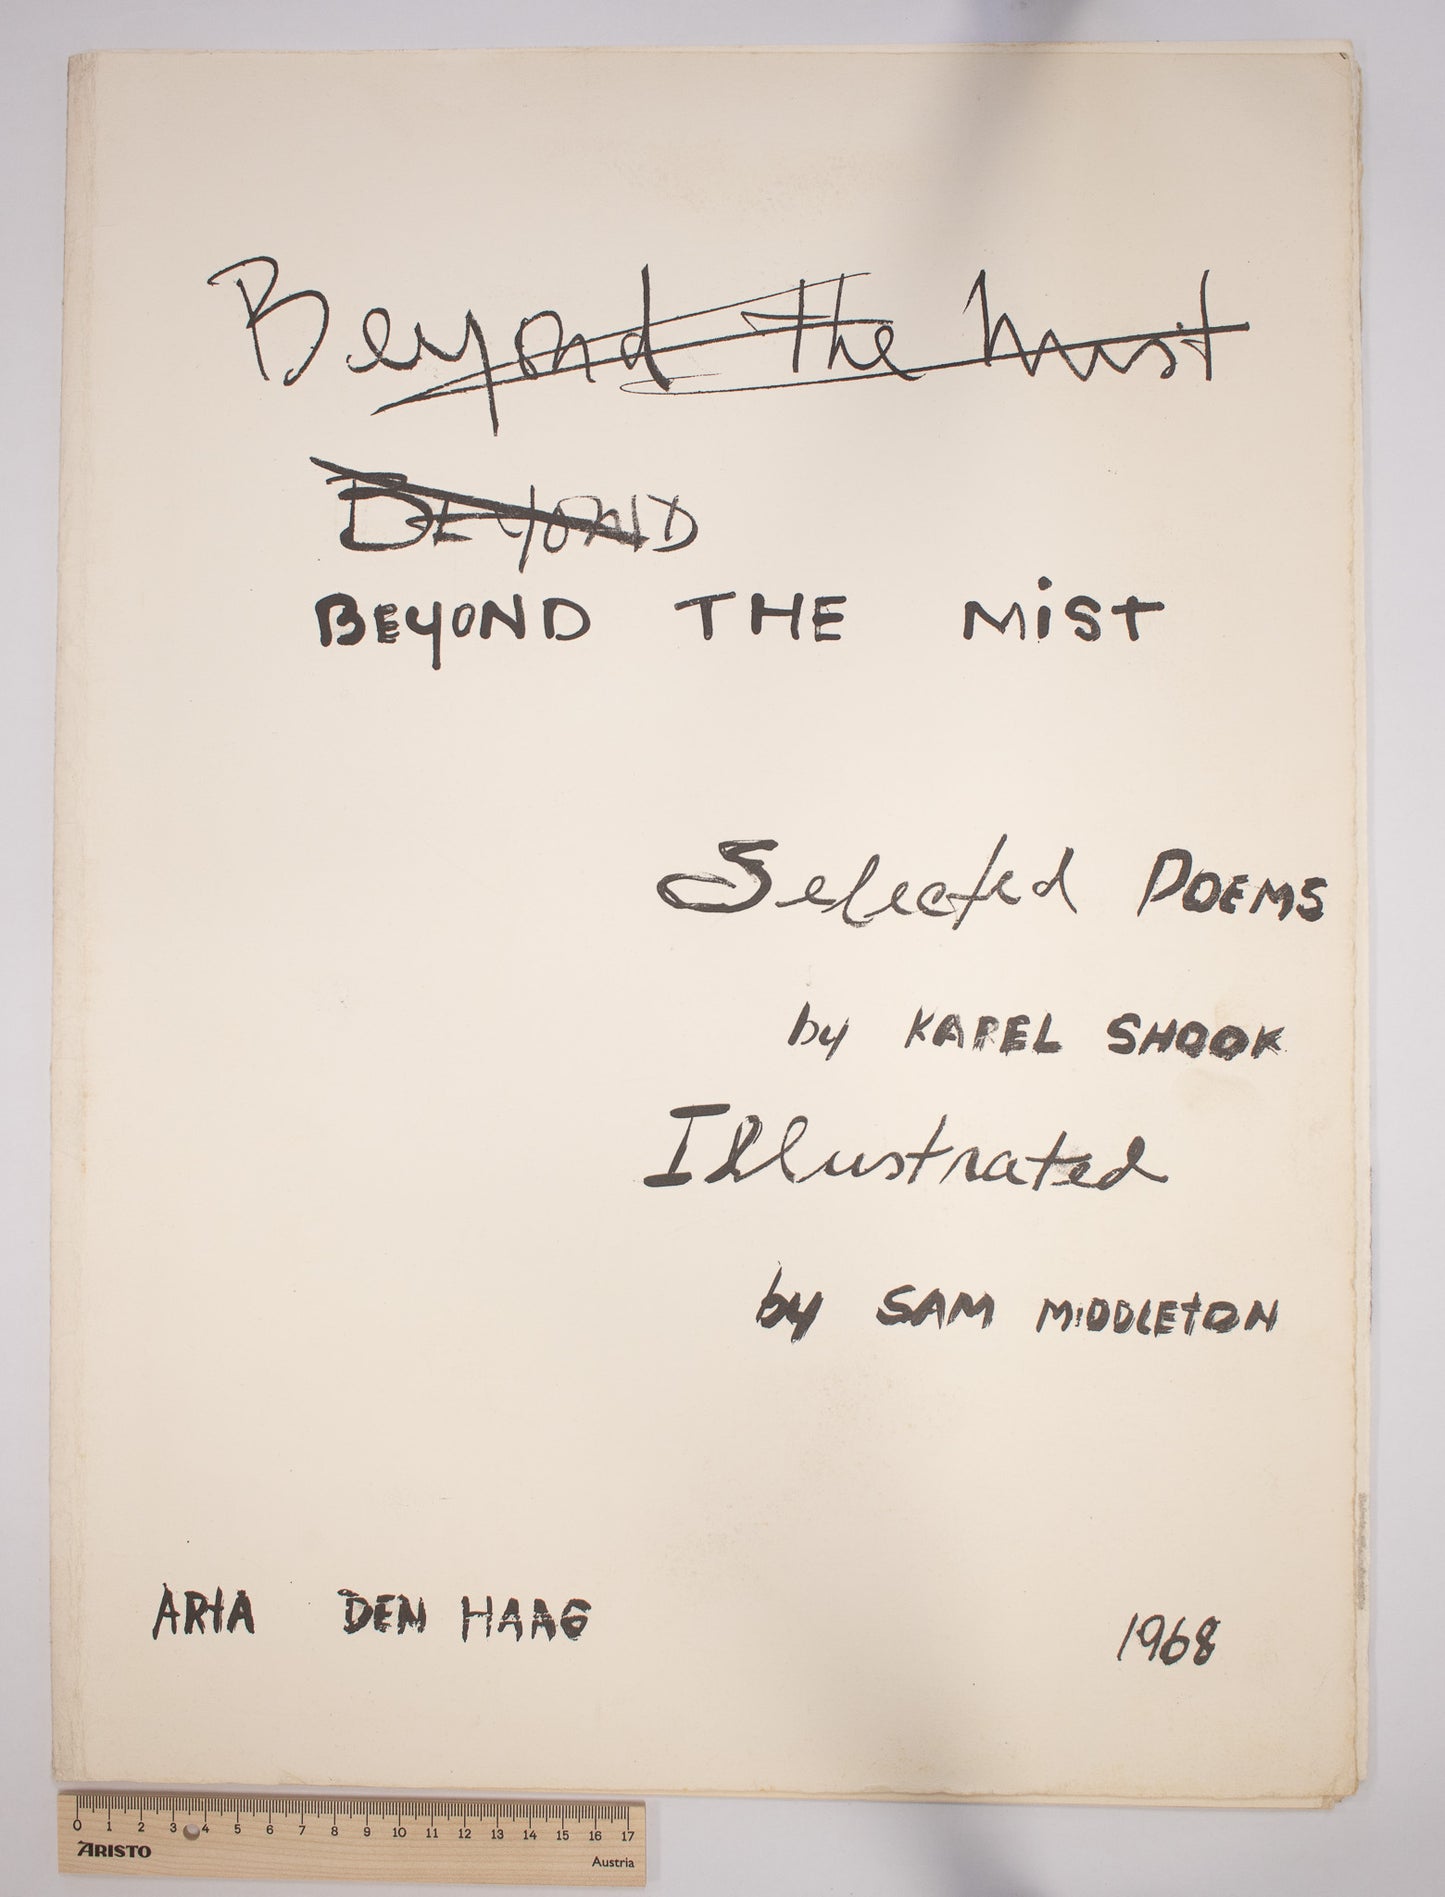 Beyond the Mist
BEYOND
BEYOND THE MiST
Selected POEMS
by KAREL SHOOK
Illustrated
by SAM MiDDLEtON
ARTA DEN HAAG
1968
0 1 2 3 4 5 6 7 8 9 10 11 12 13 14 15 16 17
ARISTO
Austria